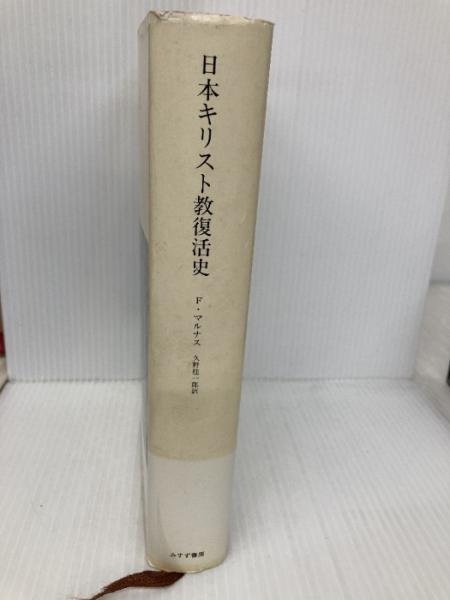 日本キリスト教復活史
F・マルナス 久野桂一郎訳
みすず書房